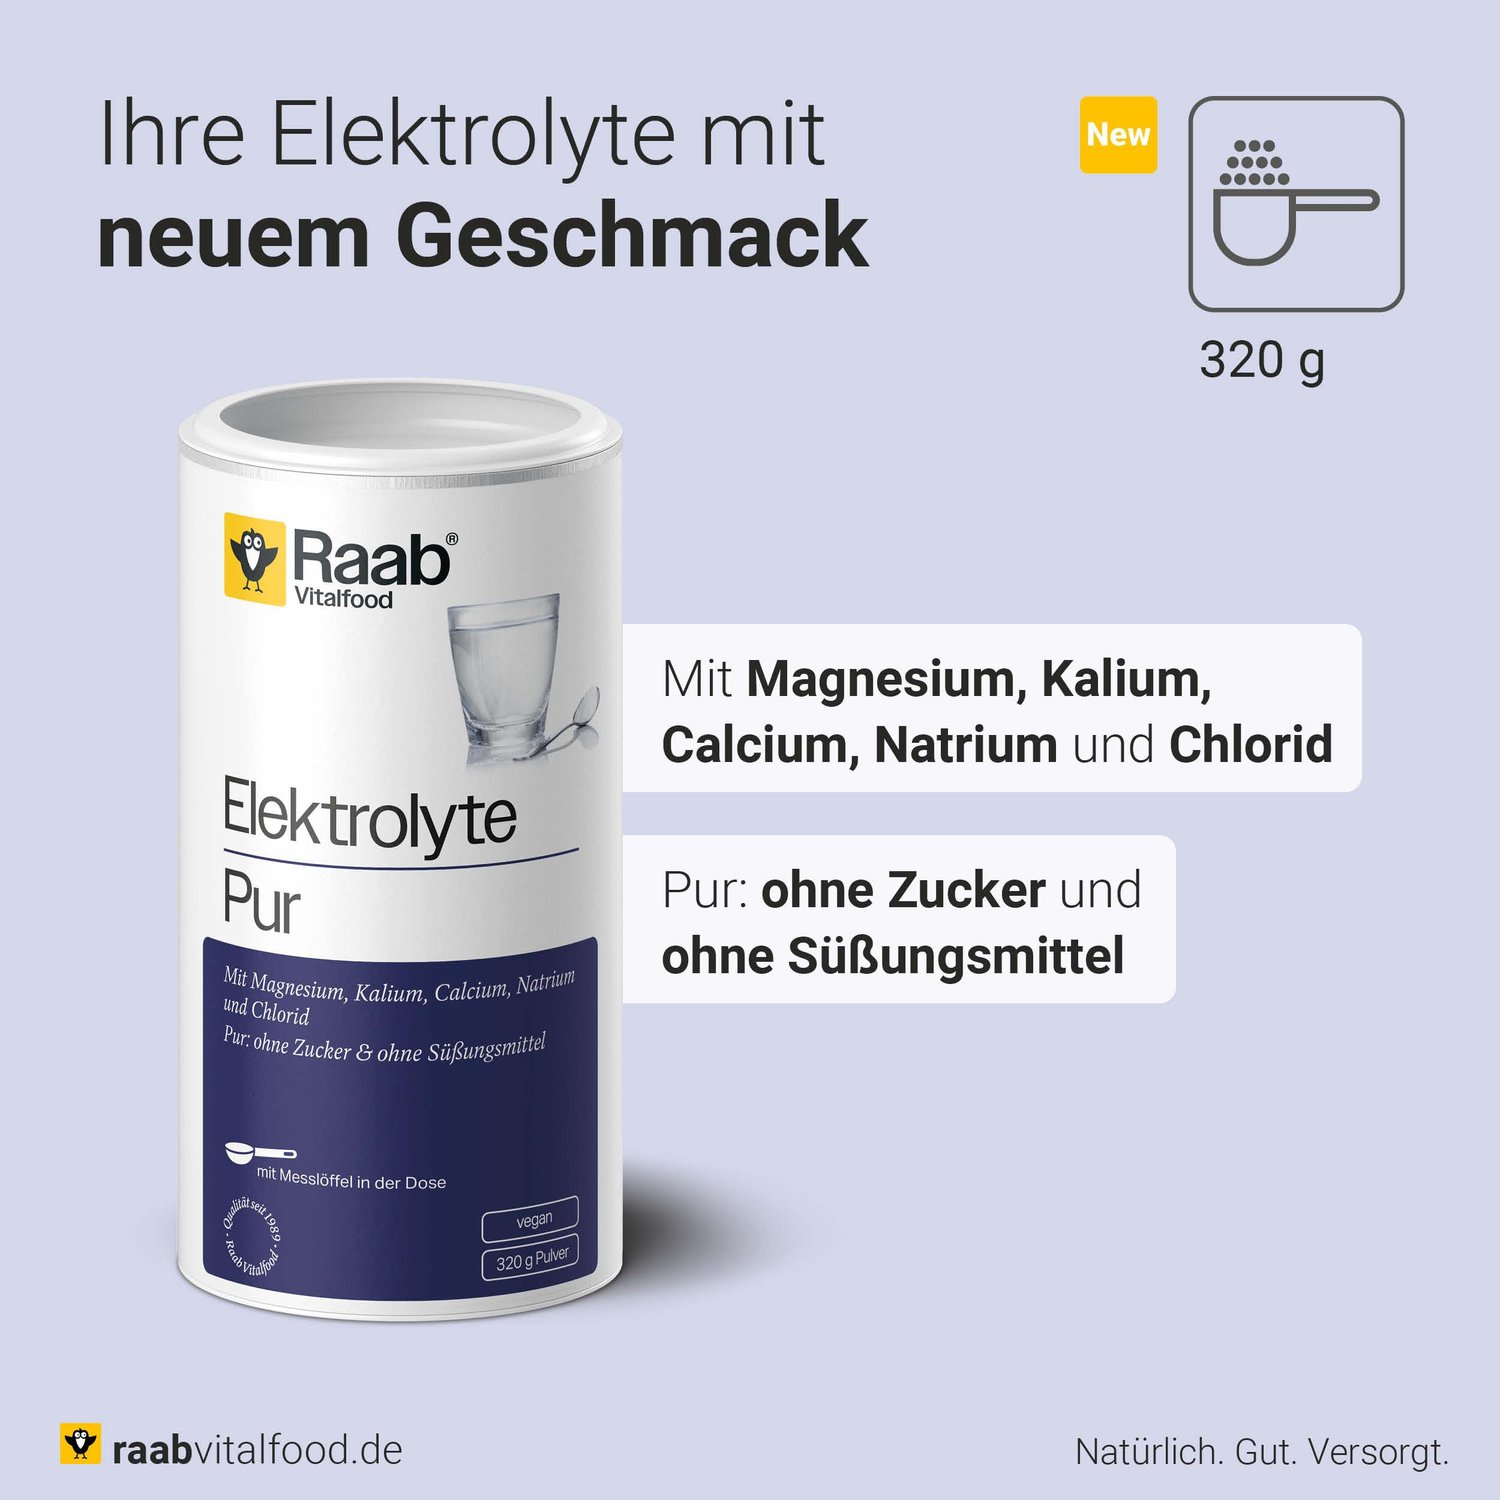 Ihre Elektrolyte mit
neuem Geschmack
New
320 g
Raab®
Vitalfood
Elektrolyte
Pur
Mit Magnesium, Kalium, Calcium, Natrium
und Chlorid
Pur: ohne Zucker & ohne Süßungsmittel
mit Messlöffel in der Dose
Qualität seit 1989 •
Raab Vitalfood •
vegan
320 g Pulver
Mit Magnesium, Kalium,
Calcium, Natrium und Chlorid
Pur: ohne Zucker und
ohne Süßungsmittel
raabvitalfood.de
Natürlich. Gut. Versorgt.